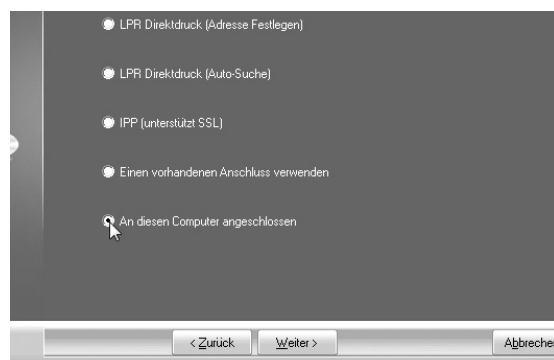 LPR Direktdruck (Adresse Festlegen)
LPR Direktdruck (Auto-Suche)
IPP (unterstützt SSL)
Einen vorhandenen Anschluss verwenden
An diesen Computer angeschlossen
< Zurück Weiter > Abbreche